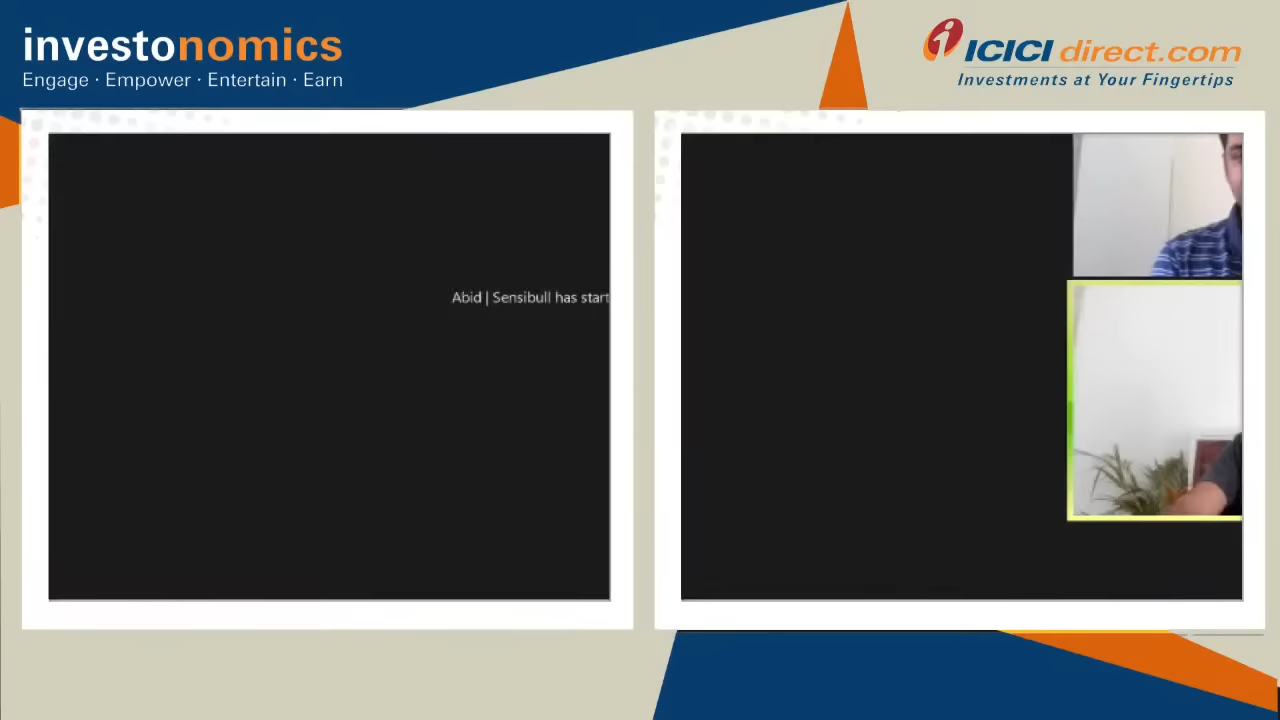 investonomics
Engage · Empower · Entertain · Earn
i ICICI direct.com
Investments at Your Fingertips
Abid | Sensibull has start